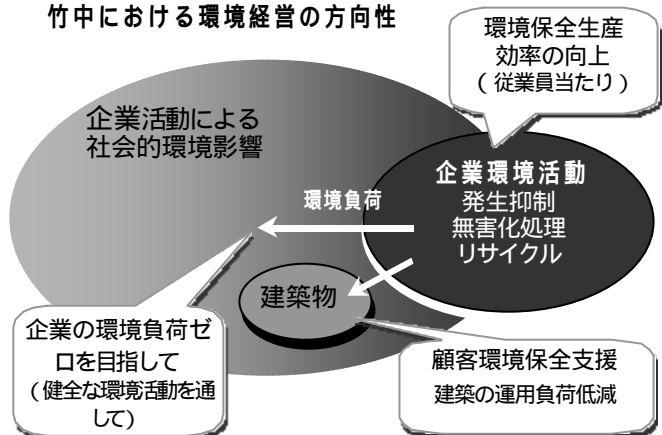 竹中における環境経営の方向性
環境保全生産
効率の向上
(従業員当たり)
企業活動による
社会的環境影響
企業環境活動
発生抑制
無害化処理
リサイクル
環境負荷
建築物
企業の環境負荷ゼ
ロを目指して
(健全な環境活動を通
して)
顧客環境保全支援
建築の運用負荷低減